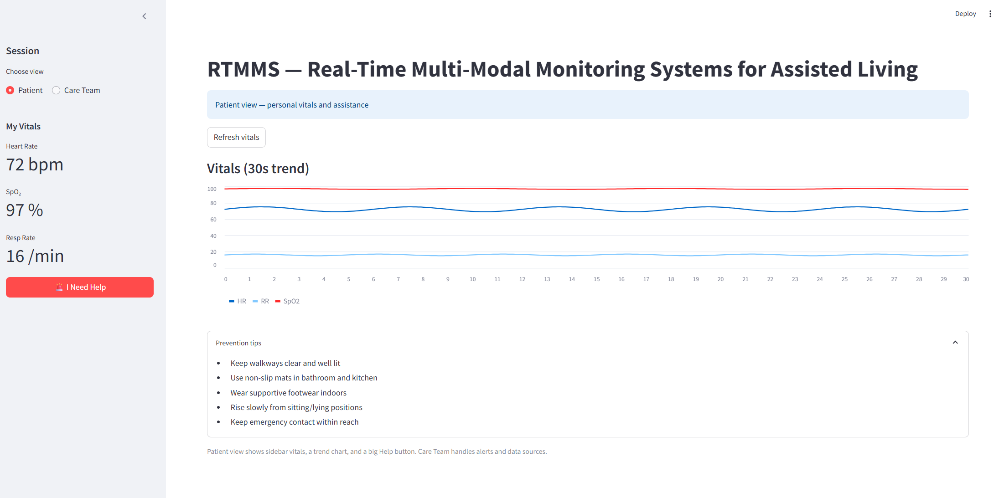 Deploy
Session
Choose view
Patient Care Team
My Vitals
Heart Rate
72 bpm
SpO₂
97 %
Resp Rate
16 /min
🚨 I Need Help
RTMMS — Real-Time Multi-Modal Monitoring Systems for Assisted Living
Patient view — personal vitals and assistance
Refresh vitals
Vitals (30s trend)
100
80
60
40
20
0
0 1 2 3 4 5 6 7 8 9 10 11 12 13 14 15 16 17 18 19 20 21 22 23 24 25 26 27 28 29 30
HR RR SpO2
Prevention tips
• Keep walkways clear and well lit
• Use non-slip mats in bathroom and kitchen
• Wear supportive footwear indoors
• Rise slowly from sitting/lying positions
• Keep emergency contact within reach
Patient view shows sidebar vitals, a trend chart, and a big Help button. Care Team handles alerts and data sources.